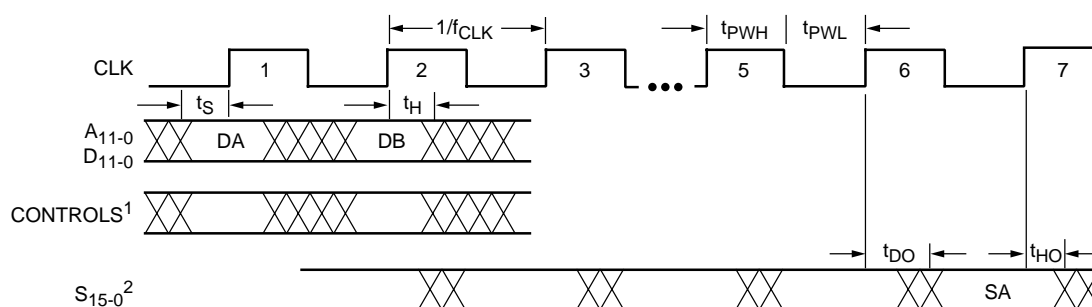 1/fCLK tPWH tPWL
CLK 1 2 3 ••• 5 6 7
tS tH
A11-0
D11-0
DA DB
CONTROLS1
tDO tHO
S15-02
SA